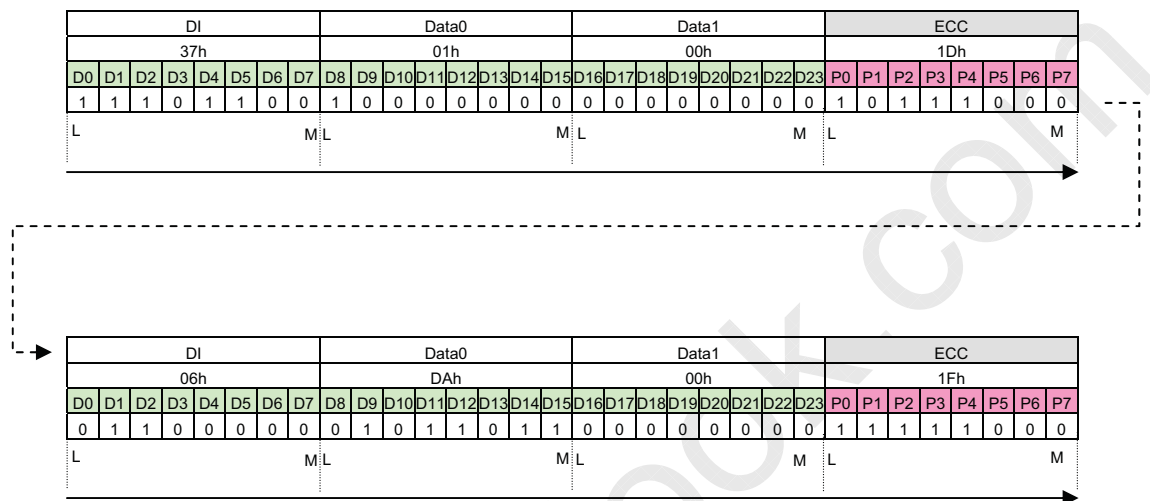 DI Data0 Data1 ECC
37h 01h 00h 1Dh
D0 D1 D2 D3 D4 D5 D6 D7 D8 D9 D10 D11 D12 D13 D14 D15 D16 D17 D18 D19 D20 D21 D22 D23 P0 P1 P2 P3 P4 P5 P6 P7
1 1 1 0 1 1 0 0 1 0 0 0 0 0 0 0 0 0 0 0 0 0 0 0 1 0 1 1 1 0 0 0
L M L M L M L M
DI Data0 Data1 ECC
06h DAh 00h 1Fh
D0 D1 D2 D3 D4 D5 D6 D7 D8 D9 D10 D11 D12 D13 D14 D15 D16 D17 D18 D19 D20 D21 D22 D23 P0 P1 P2 P3 P4 P5 P6 P7
0 1 1 0 0 0 0 0 0 1 0 1 1 0 1 1 0 0 0 0 0 0 0 0 1 1 1 1 1 0 0 0
L M L M L M L M